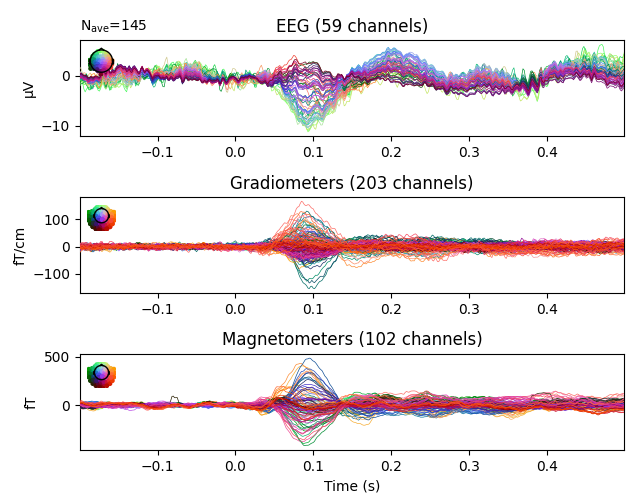 N_ave=145
EEG (59 channels)
µV
0
−10
−0.1 0.0 0.1 0.2 0.3 0.4
Gradiometers (203 channels)
fT/cm
100
0
−100
−0.1 0.0 0.1 0.2 0.3 0.4
Magnetometers (102 channels)
fT
500
0
−0.1 0.0 0.1 0.2 0.3 0.4
Time (s)